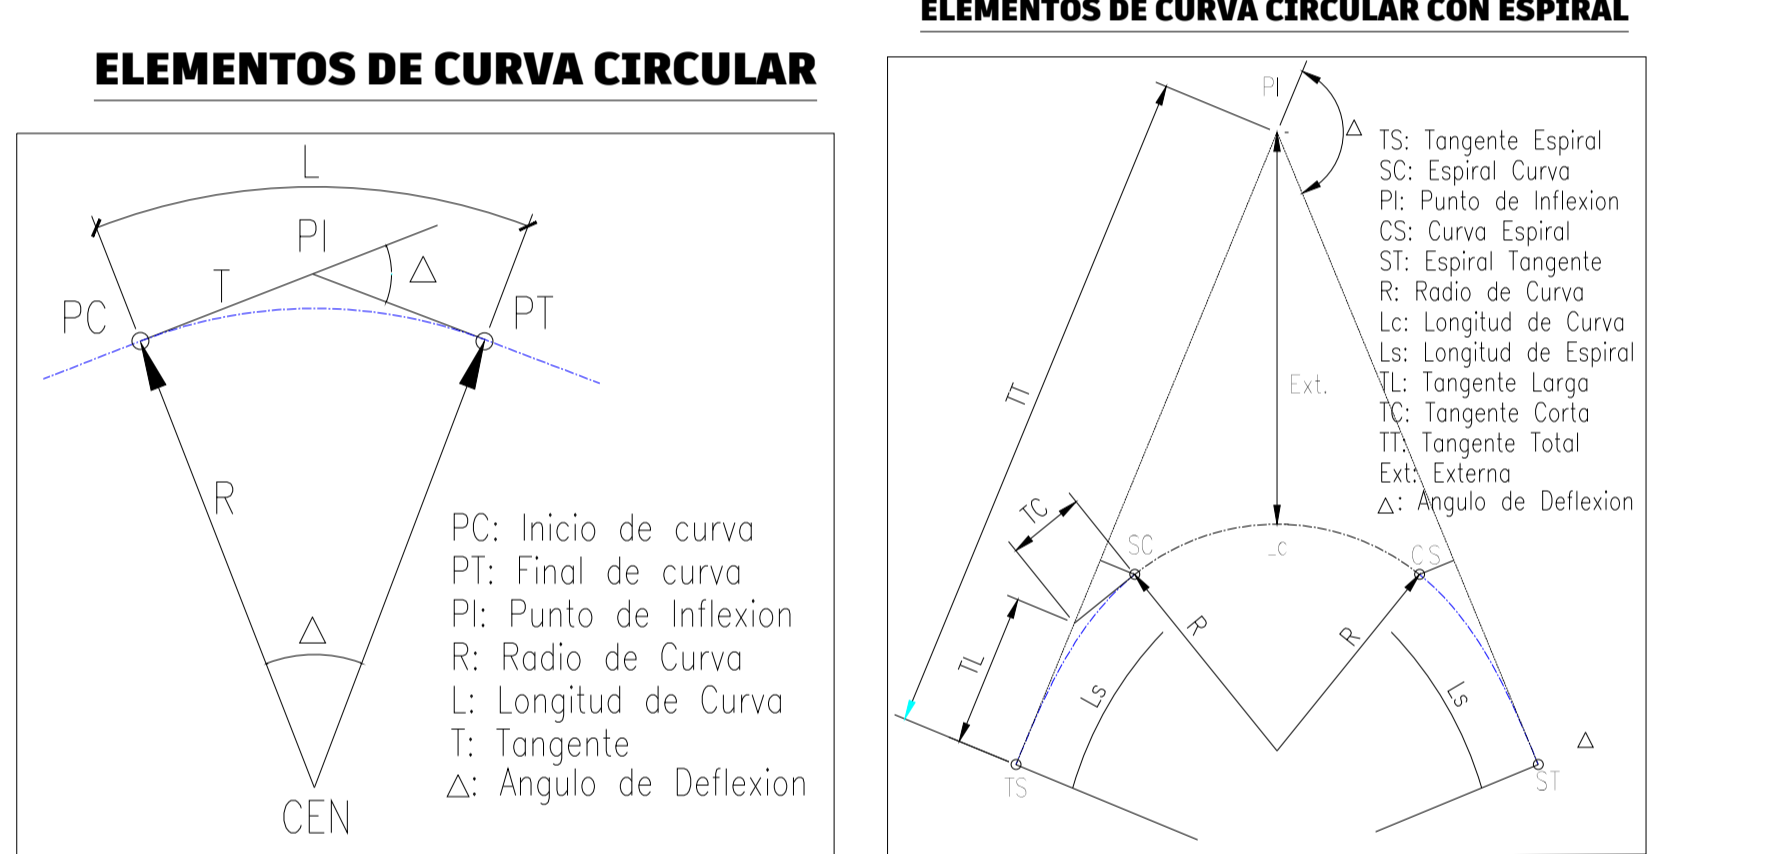 ELEMENTOS DE CURVA CIRCULAR
L
PI
T
Δ
PC
PT
R
Δ
CEN
PC: Inicio de curva
PT: Final de curva
PI: Punto de Inflexion
R: Radio de Curva
L: Longitud de Curva
T: Tangente
Δ: Angulo de Deflexion
ELEMENTOS DE CURVA CIRCULAR CON ESPIRAL
PI
Δ
TS: Tangente Espiral
SC: Espiral Curva
PI: Punto de Inflexion
CS: Curva Espiral
ST: Espiral Tangente
R: Radio de Curva
Lc: Longitud de Curva
Ls: Longitud de Espiral
TL: Tangente Larga
TC: Tangente Corta
TT: Tangente Total
Ext: Externa
Δ: Angulo de Deflexion
TT
Ext.
TC
SC
CS
R
R
TL
Ls
Ls
Δ
TS
ST